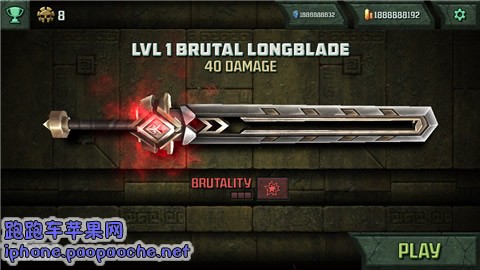 8
1888888832
1888888192
LVL 1 BRUTAL LONGBLADE
40 DAMAGE
BRUTALITY
跑跑车苹果网
iphone.paopaoche.net
PLAY